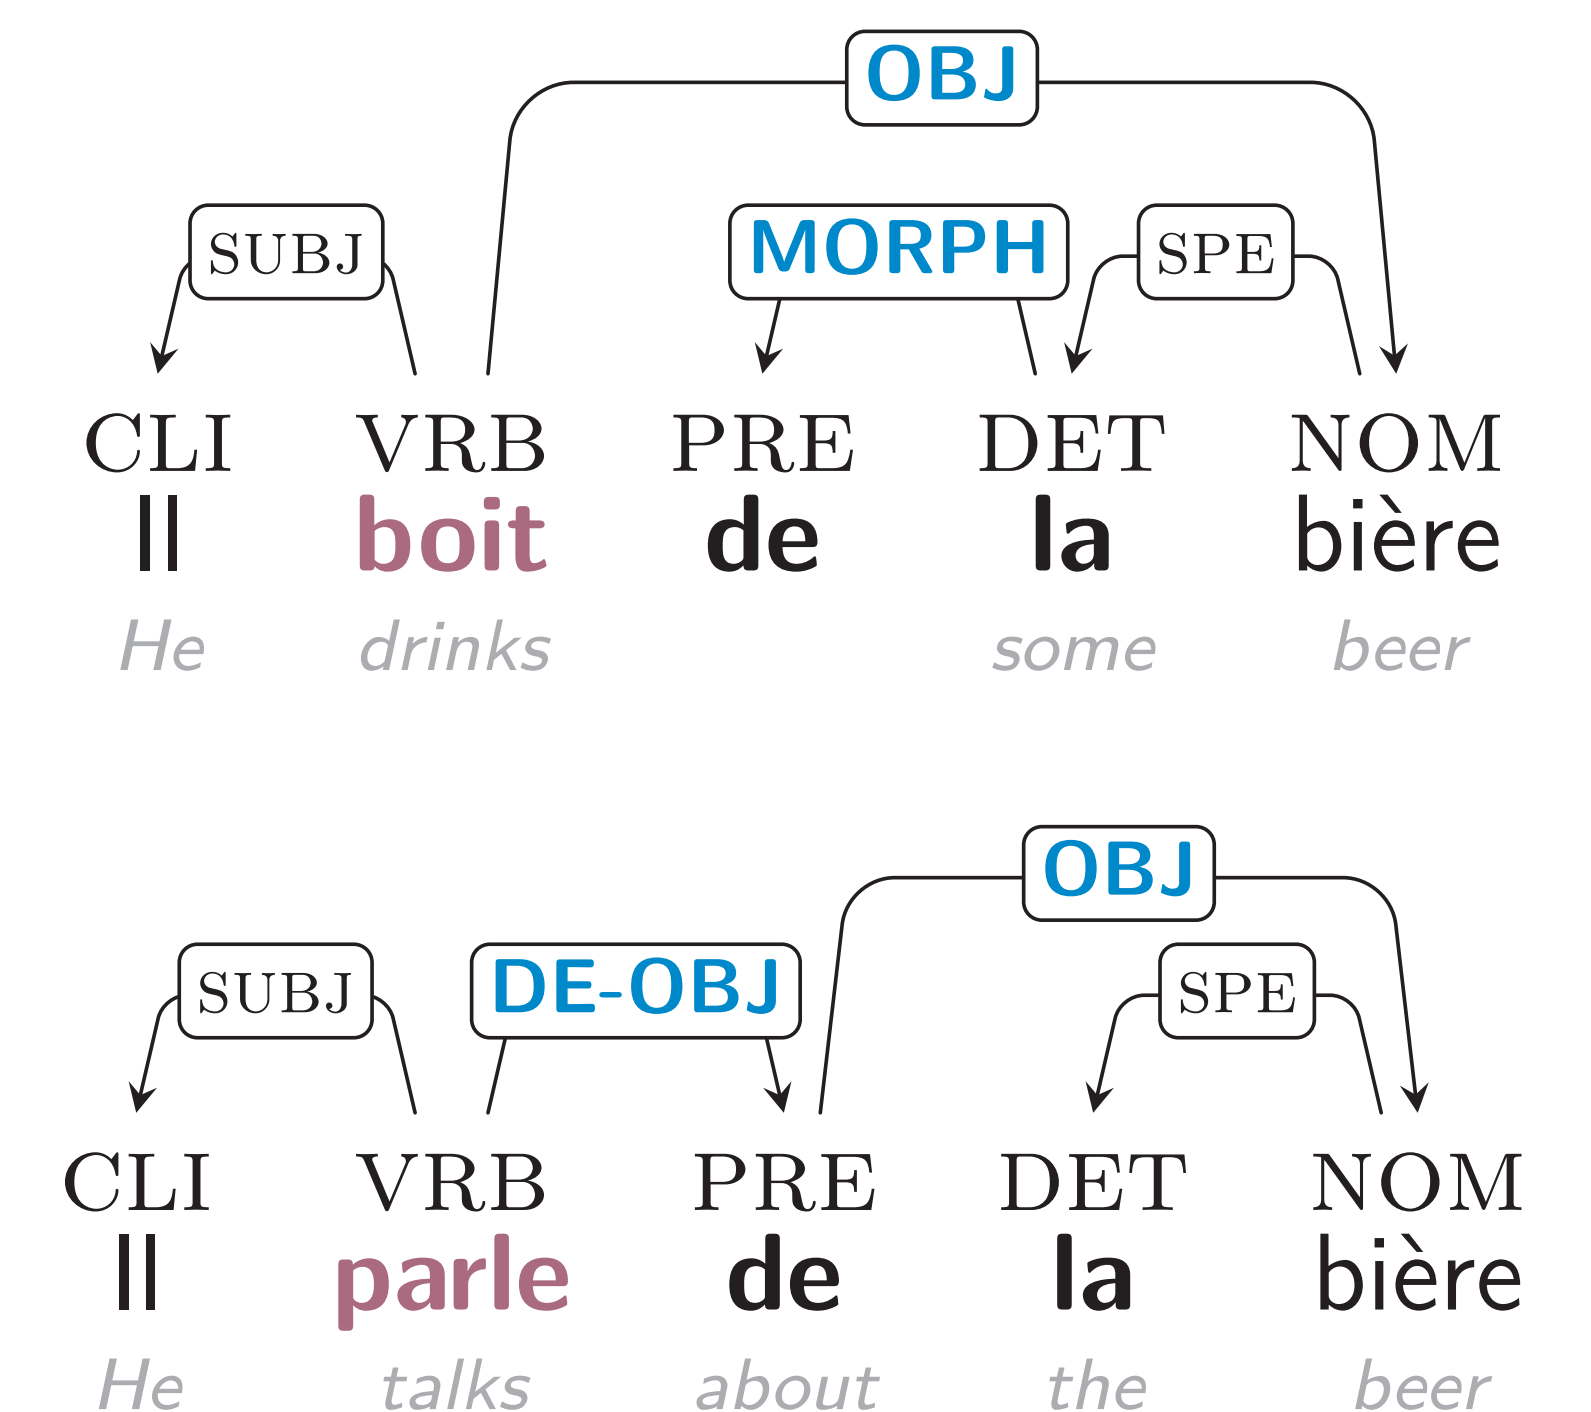 OBJ
SUBJ MORPH SPE
CLI VRB PRE DET NOM
Il boit de la bière
He drinks some beer
OBJ
SUBJ DE-OBJ SPE
CLI VRB PRE DET NOM
Il parle de la bière
He talks about the beer